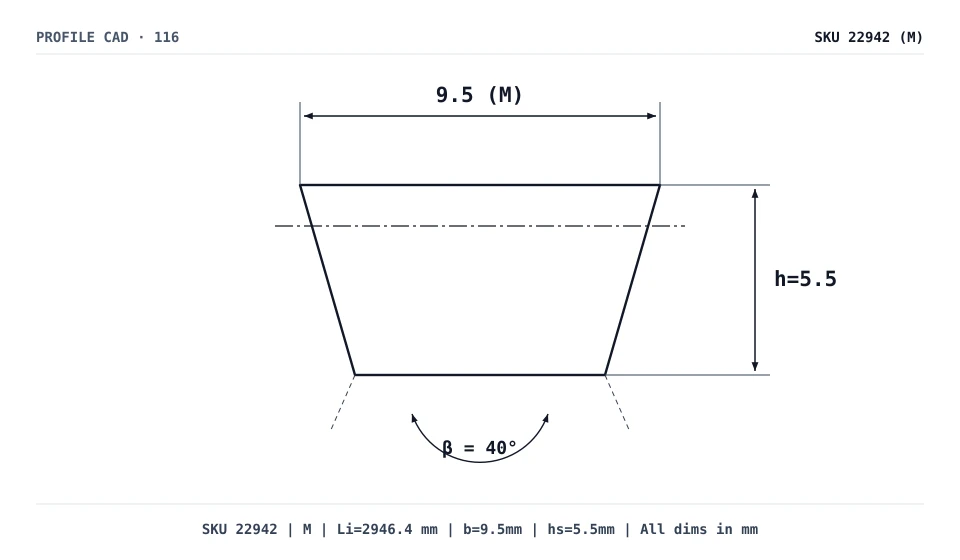 PROFILE CAD · 116
SKU 22942 (M)
9.5 (M)
h=5.5
β = 40°
SKU 22942 | M | Li=2946.4 mm | b=9.5mm | hs=5.5mm | All dims in mm